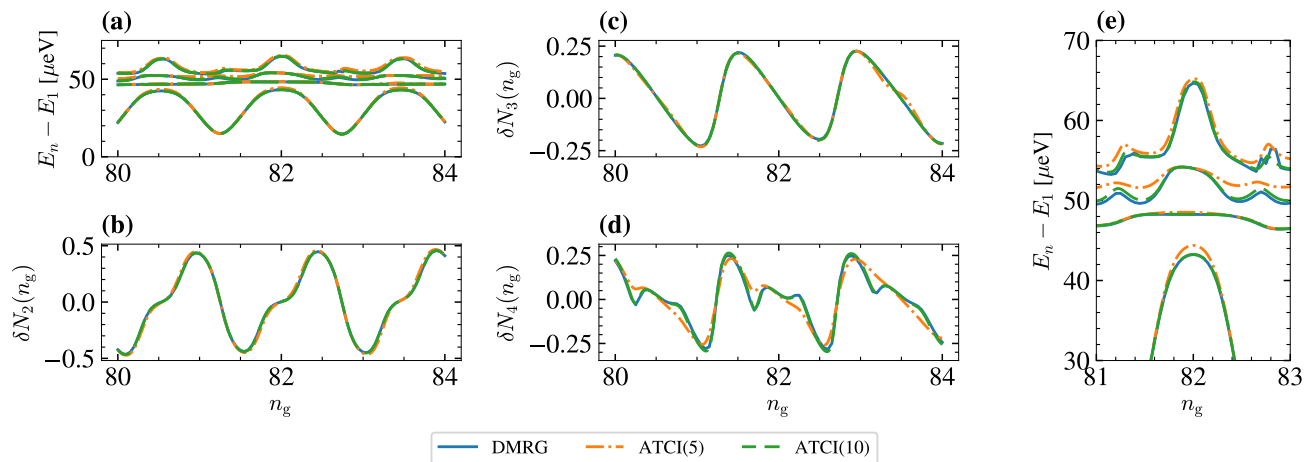 (a)
E_n − E_1 [μeV]
50
0
80
82
84
(b)
δN_2(n_g)
0.5
0.0
−0.5
80
82
84
n_g
(c)
δN_3(n_g)
0.25
0.00
−0.25
80
82
84
(d)
δN_4(n_g)
0.25
0.00
−0.25
80
82
84
n_g
(e)
E_n − E_1 [μeV]
70
60
50
40
30
81
82
83
n_g
DMRG ATCI(5) ATCI(10)